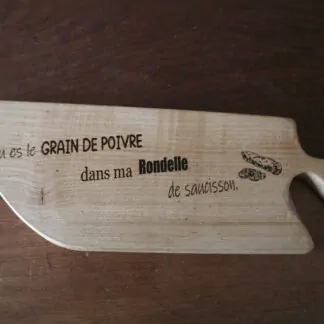 u es le GRAIN DE POIVRE
dans ma Rondelle
de saucisson.